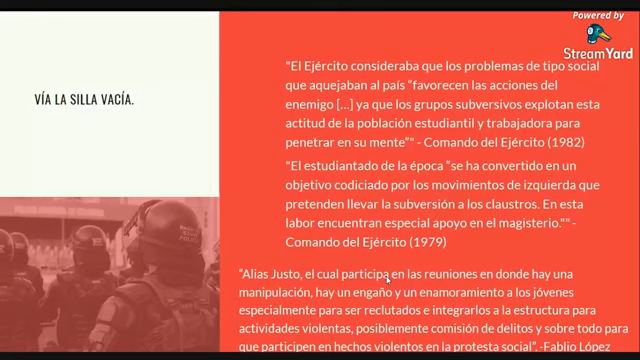 Powered by
StreamYard
VÍA LA SILLA VACÍA.
"El Ejército consideraba que los problemas de tipo social
que aquejaban al país "favorecen las acciones del
enemigo [...] ya que los grupos subversivos explotan esta
actitud de la población estudiantil y trabajadora para
penetrar en su mente"" - Comando del Ejército (1982)
"El estudiantado de la época "se ha convertido en un
objetivo codiciado por los movimientos de izquierda que
pretenden llevar la subversión a los claustros. En esta
labor encuentran especial apoyo en el magisterio."" -
Comando del Ejército (1979)
"Alias Justo, el cual participa en las reuniones en donde hay una
manipulación, hay un engaño y un enamoramiento a los jóvenes
especialmente para ser reclutados e integrarlos a la estructura para
actividades violentas, posiblemente comisión de delitos y sobre todo para
que participen en hechos violentos en la protesta social".-Fablio López